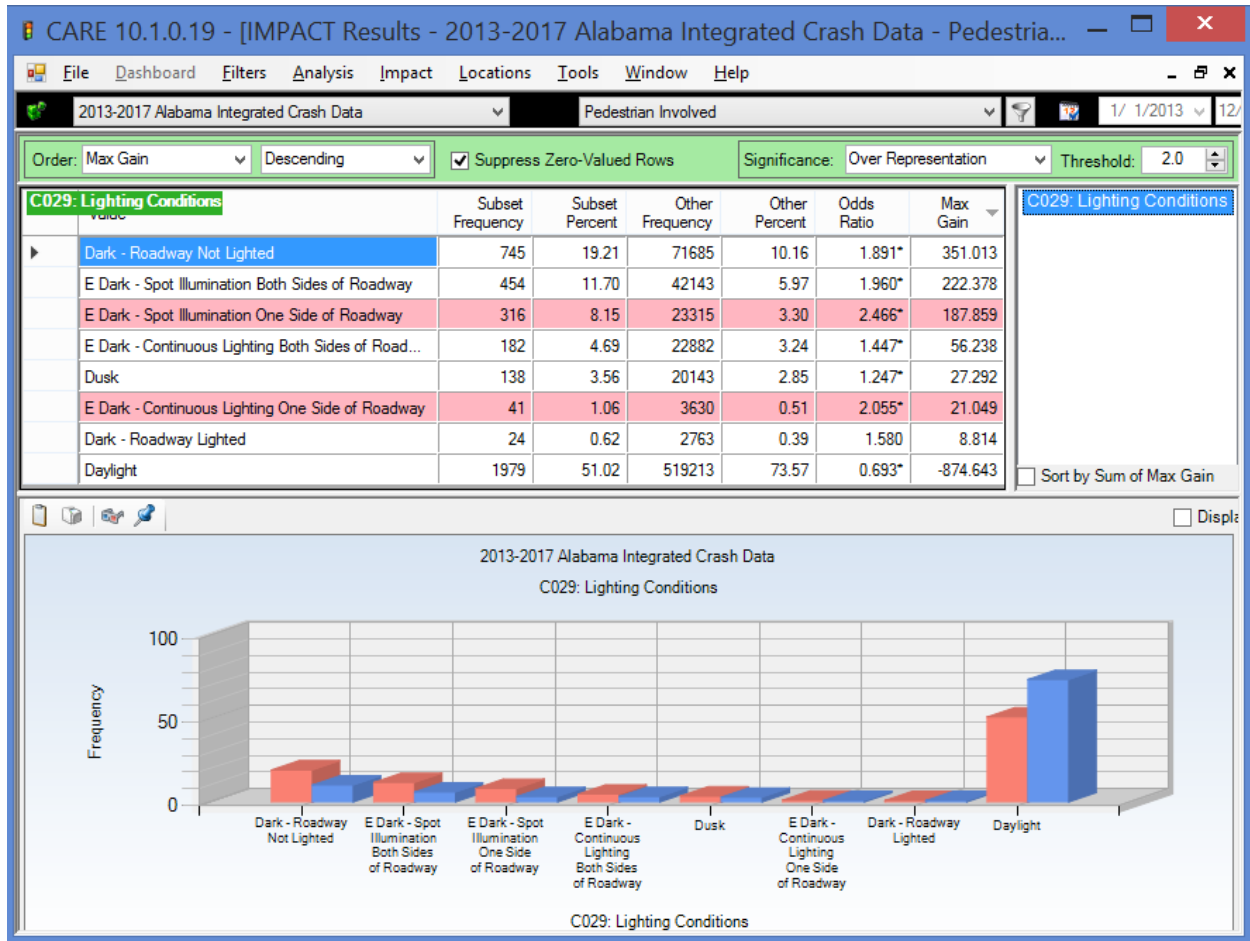 CARE 10.1.0.19 - [IMPACT Results - 2013-2017 Alabama Integrated Crash Data - Pedestria...
File Dashboard Filters Analysis Impact Locations Tools Window Help
2013-2017 Alabama Integrated Crash Data Pedestrian Involved 1/ 1/2013 12/
Order: Max Gain Descending Suppress Zero-Valued Rows Significance: Over Representation Threshold: 2.0
C029: Lighting Conditions Value Subset Frequency Subset Percent Other Frequency Other Percent Odds Ratio Max Gain
Dark - Roadway Not Lighted 745 19.21 71685 10.16 1.891* 351.013
E Dark - Spot Illumination Both Sides of Roadway 454 11.70 42143 5.97 1.960* 222.378
E Dark - Spot Illumination One Side of Roadway 316 8.15 23315 3.30 2.466* 187.859
E Dark - Continuous Lighting Both Sides of Road... 182 4.69 22882 3.24 1.447* 56.238
Dusk 138 3.56 20143 2.85 1.247* 27.292
E Dark - Continuous Lighting One Side of Roadway 41 1.06 3630 0.51 2.055* 21.049
Dark - Roadway Lighted 24 0.62 2763 0.39 1.580 8.814
Daylight 1979 51.02 519213 73.57 0.693* -874.643
C029: Lighting Conditions
Sort by Sum of Max Gain
Displa
2013-2017 Alabama Integrated Crash Data
C029: Lighting Conditions
Frequency
100
50
0
Dark - Roadway
Not Lighted
E Dark - Spot
Illumination
Both Sides
of Roadway
E Dark - Spot
Illumination
One Side
of Roadway
E Dark -
Continuous
Lighting
Both Sides
of Roadway
Dusk
E Dark -
Continuous
Lighting
One Side
of Roadway
Dark - Roadway
Lighted
Daylight
C029: Lighting Conditions